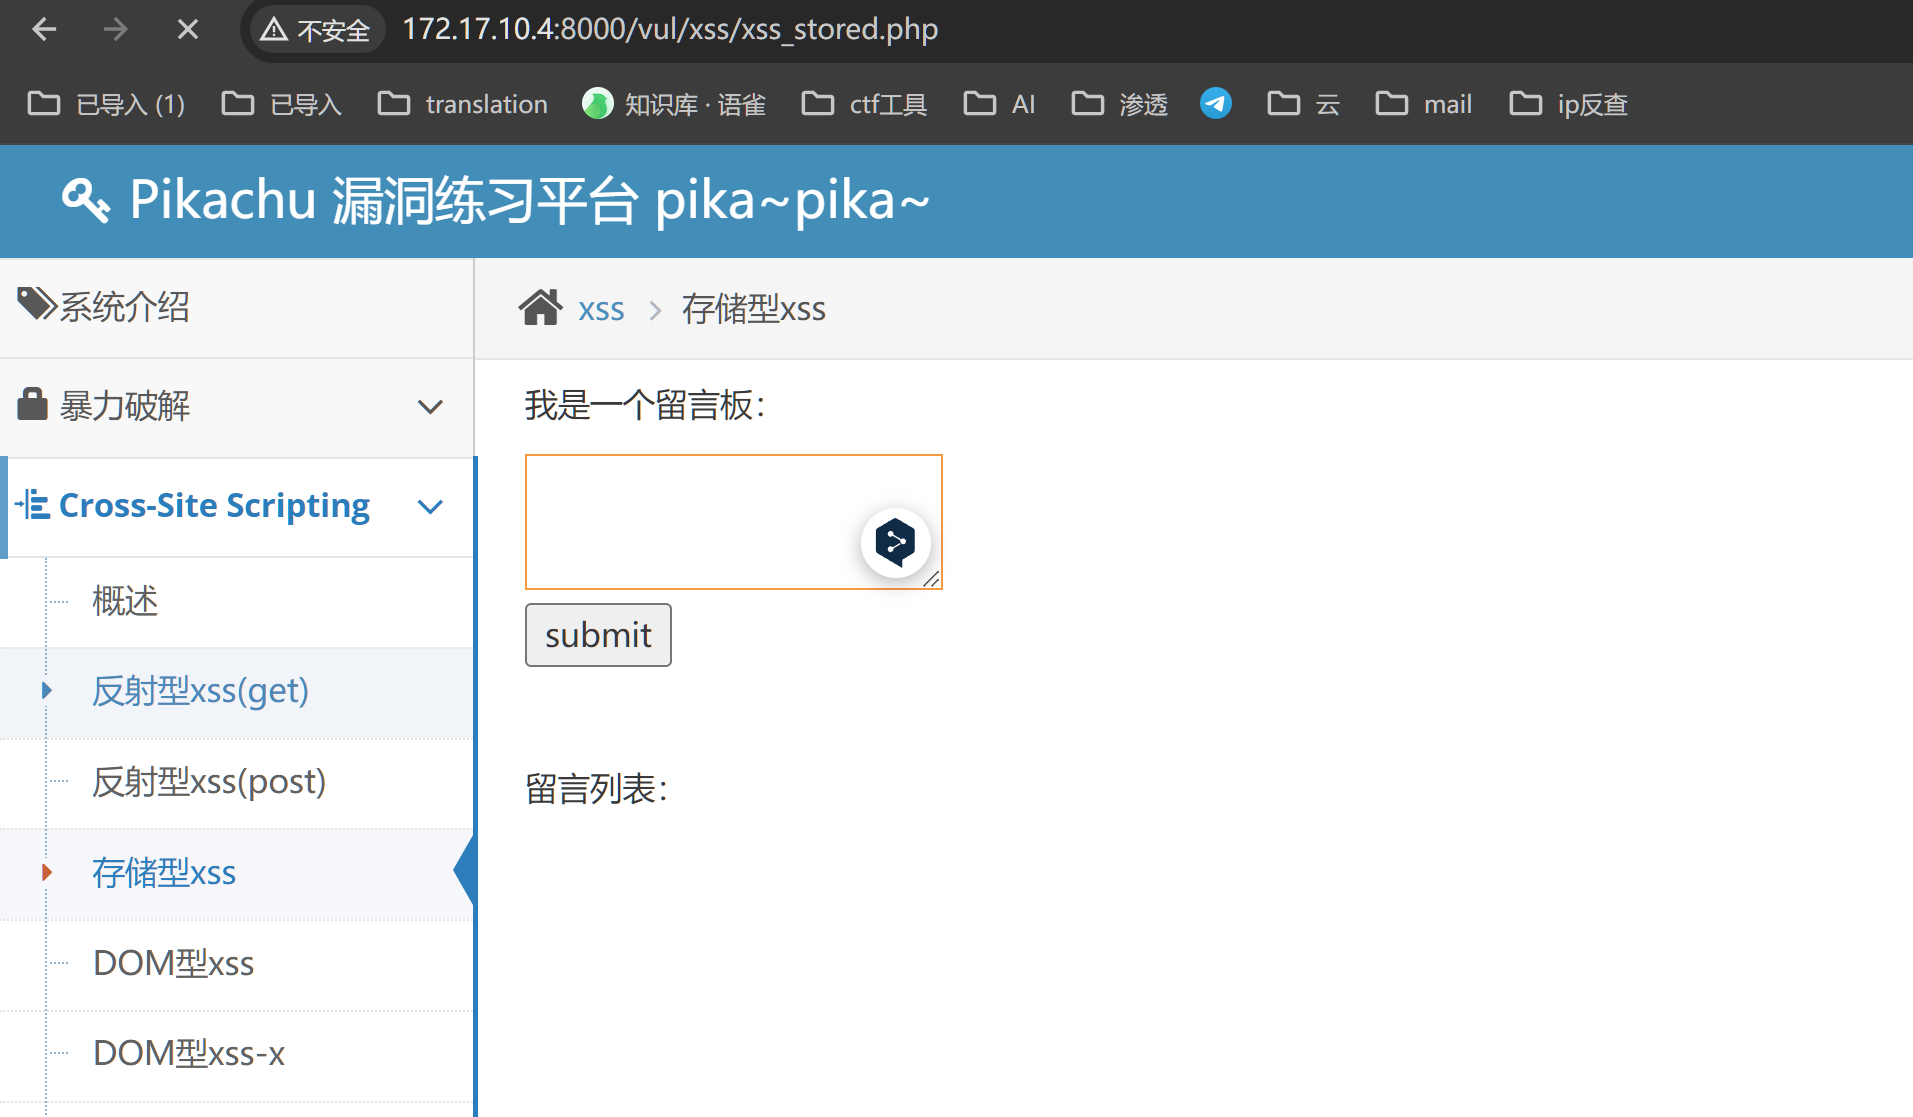 不安全 172.17.10.4:8000/vul/xss/xss_stored.php
已导入 (1) 已导入 translation 知识库 · 语雀 ctf工具 AI 渗透 云 mail ip反查
Pikachu 漏洞练习平台 pika~pika~
系统介绍
xss > 存储型xss
暴力破解
我是一个留言板：
Cross-Site Scripting
概述
submit
反射型xss(get)
反射型xss(post)
留言列表：
存储型xss
DOM型xss
DOM型xss-x